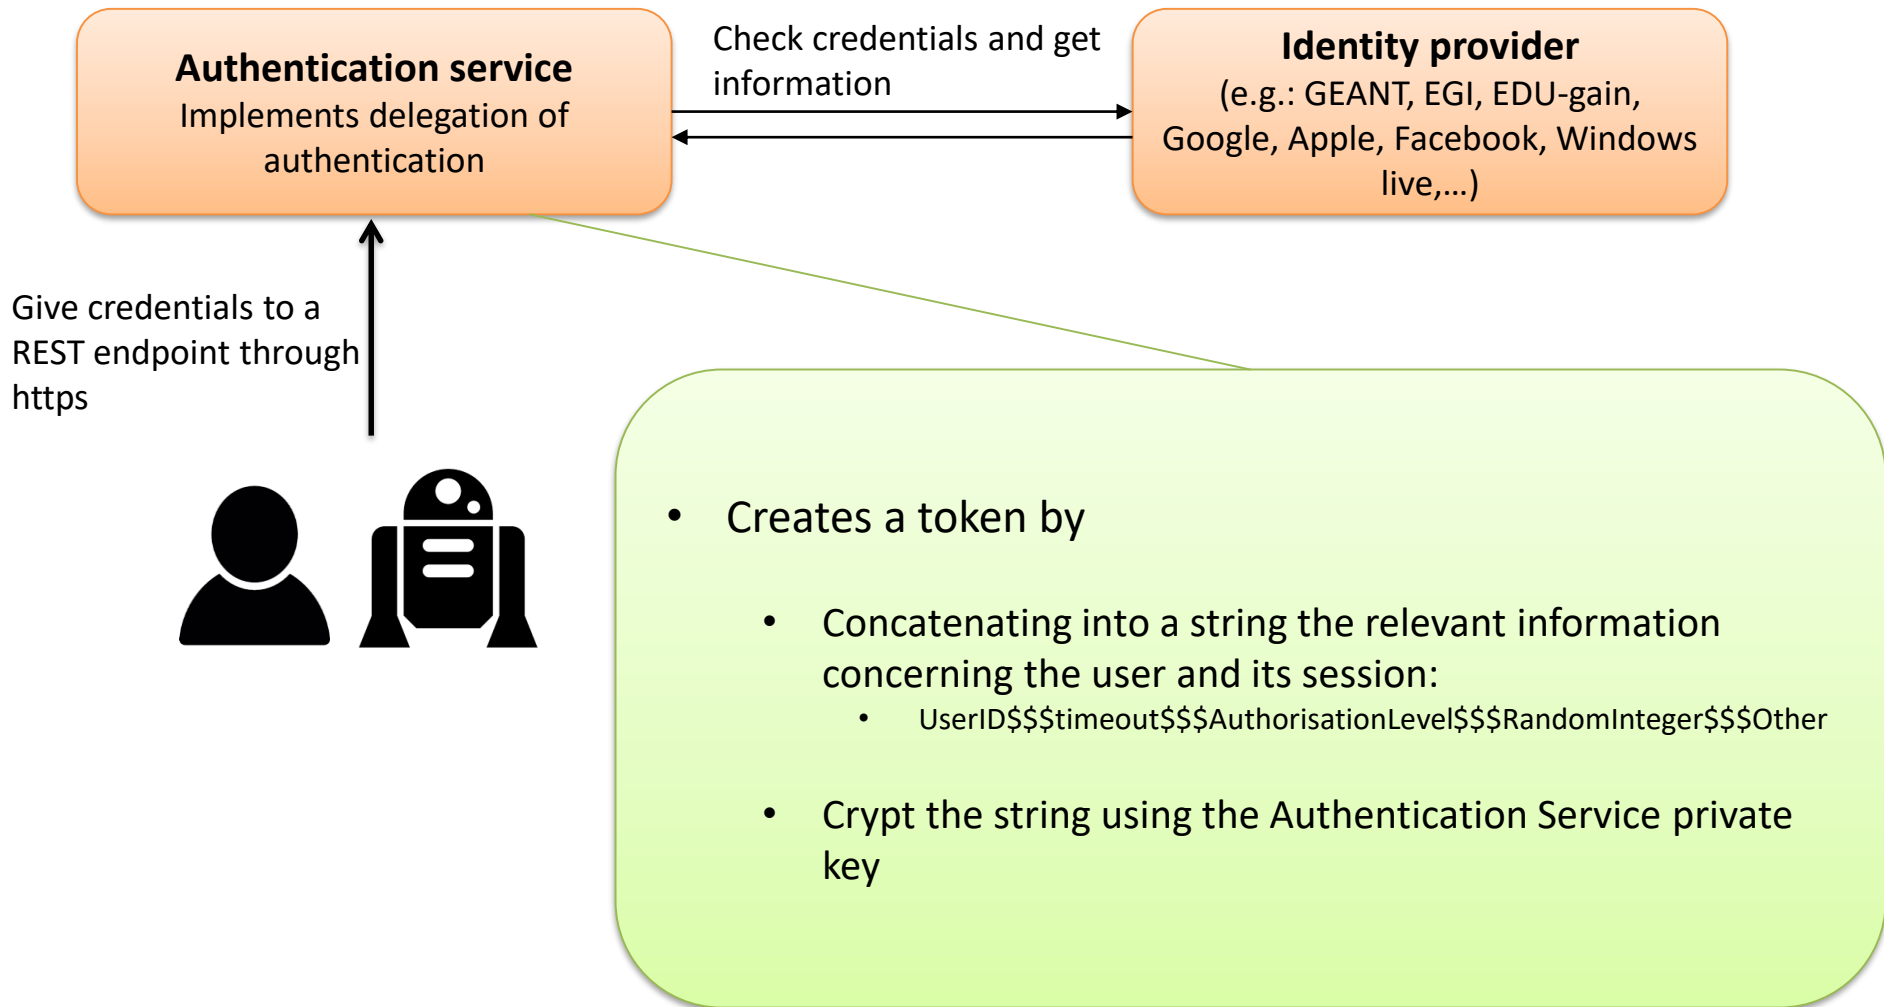 Authentication service
Implements delegation of
authentication
Check credentials and get
information
Identity provider
(e.g.: GEANT, EGI, EDU-gain,
Google, Apple, Facebook, Windows
live,...)
Give credentials to a
REST endpoint through
https
• Creates a token by
• Concatenating into a string the relevant information
concerning the user and its session:
• UserID$$$timeout$$$AuthorisationLevel$$$RandomInteger$$$Other
• Crypt the string using the Authentication Service private
key